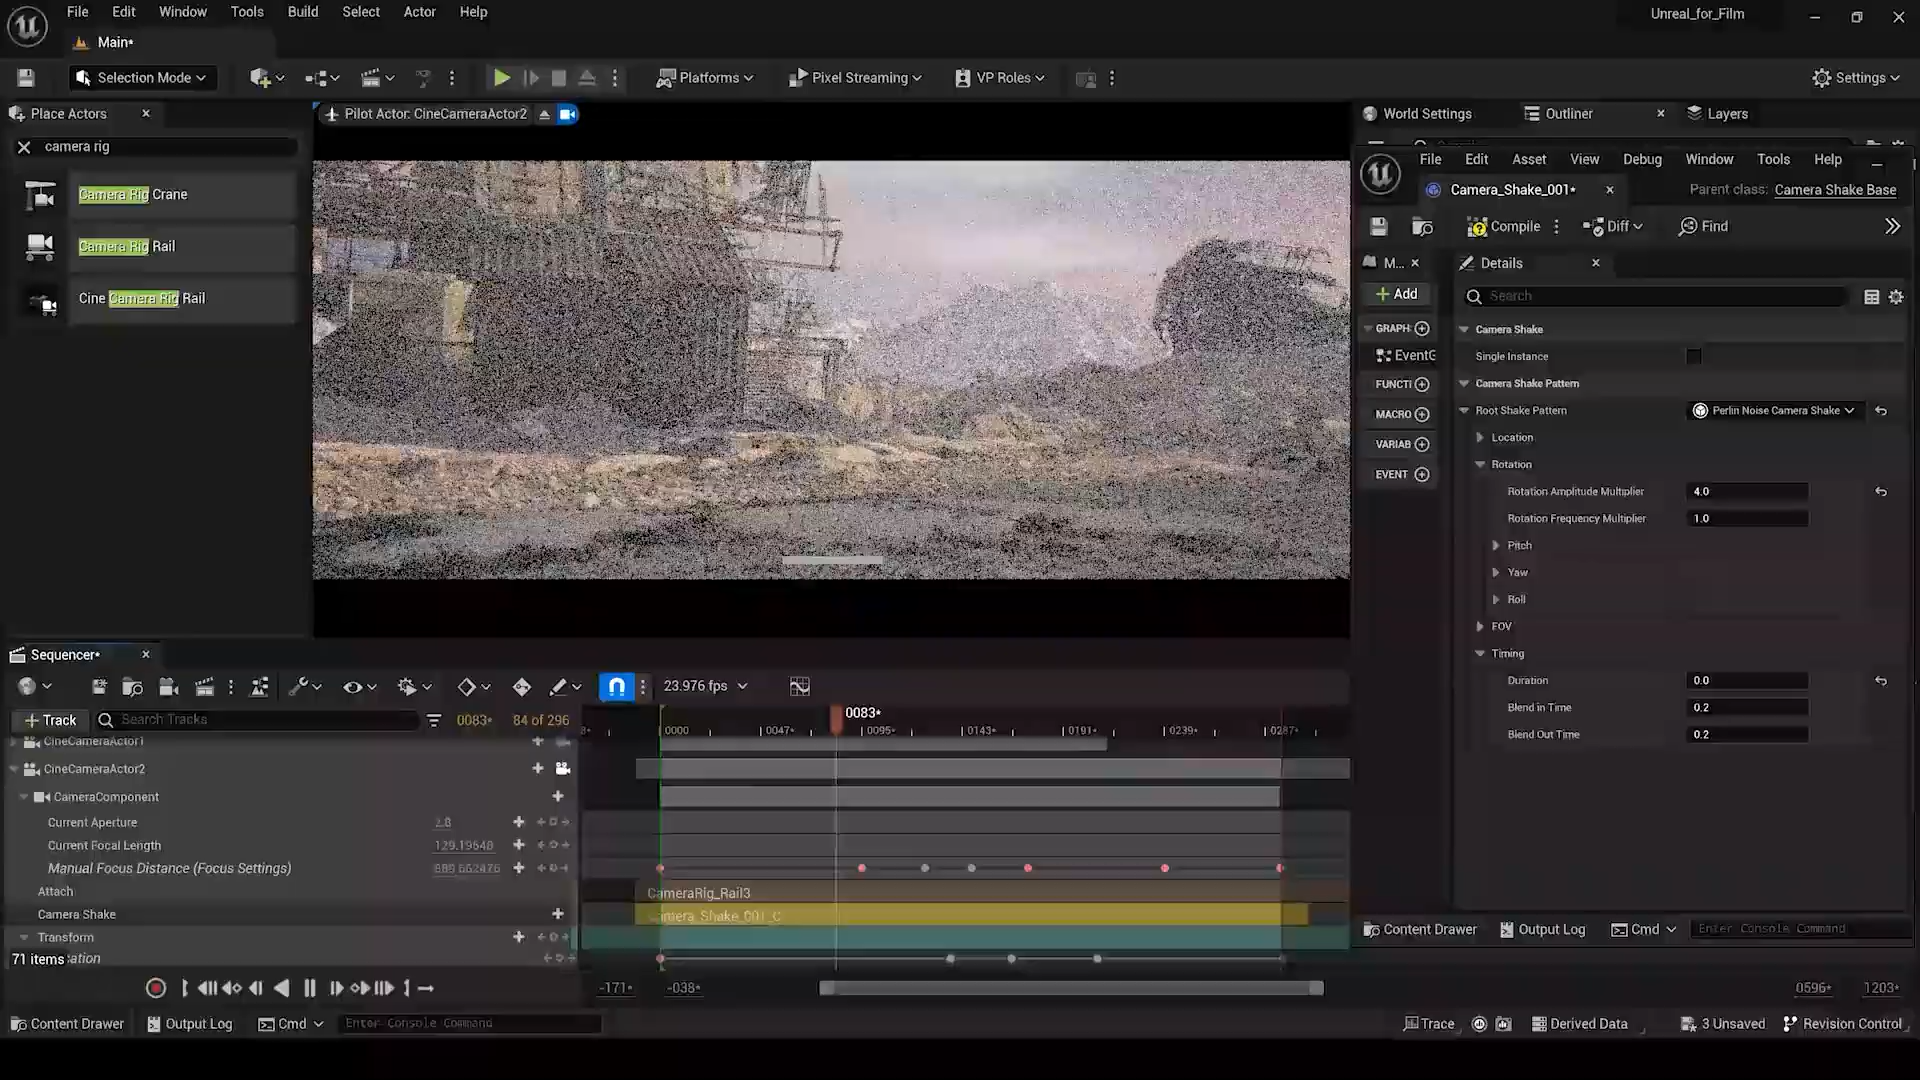 File Edit Window Tools Build Select Actor Help
Unreal_for_Film
Main*
Selection Mode
Platforms
Pixel Streaming
VP Roles
Settings
Place Actors
Pilot Actor: CineCameraActor2
World Settings
Outliner
Layers
camera rig
File Edit Asset View Debug Window Tools Help
Camera Rig Crane
Camera_Shake_001*
Parent class: Camera Shake Base
Compile
Diff
Find
Camera Rig Rail
M...
Details
Cine Camera Rig Rail
Add
Search
GRAPH
Camera Shake
EventG
Single Instance
FUNCTI
Camera Shake Pattern
MACRO
Root Shake Pattern
Perlin Noise Camera Shake
VARIAB
Location
EVENT
Rotation
Rotation Amplitude Multiplier 4.0
Rotation Frequency Multiplier 1.0
Pitch
Yaw
Roll
FOV
Timing
Duration 0.0
Blend in Time 0.2
Blend Out Time 0.2
Sequencer*
23.976 fps
Track
Search Tracks
0083*
84 of 296
0083*
0000 0047* 0095* 0143* 0191* 0239* 0287*
CineCameraActor1
CineCameraActor2
CameraComponent
Current Aperture 2.8
Current Focal Length
Manual Focus Distance (Focus Settings)
Attach
CameraRig_Rail3
Camera Shake
amera_Shake_001_C
Transform
71 items
ation
-171* -038*
0596* 1203*
Content Drawer
Output Log
Cmd
Enter Console Command
Content Drawer
Output Log
Cmd
Enter Console Command
Trace
Derived Data
3 Unsaved
Revision Control